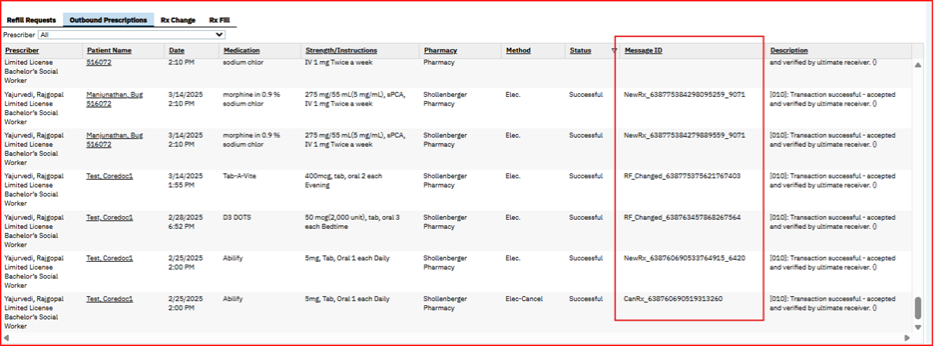 Refill Requests Outbound Prescriptions Rx Change Rx Fill
Prescriber All
Prescriber Patient Name Date Medication Strength/Instructions Pharmacy Method Status Message ID Description
Limited License 516072 2:10 PM sodium chlor IV 1 mg Twice a week Pharmacy and verified by ultimate receiver. ()
Bachelor's Social
Worker
Yajurvedi, Rajgopal Manjunathan, Bug 3/14/2025 morphine in 0.9 % 275 mg/55 mL(5 mg/mL), sPCA, Shollenberger Elec. Successful NewRx_638775384298095259_9071 [010]: Transaction successful - accepted
Limited License 516072 2:10 PM sodium chlor IV 1 mg Twice a week Pharmacy and verified by ultimate receiver. ()
Bachelor's Social
Worker
Yajurvedi, Rajgopal Manjunathan, Bug 3/14/2025 morphine in 0.9 % 275 mg/55 mL(5 mg/mL), sPCA, Shollenberger Elec. Successful NewRx_638775384279889559_9071 [010]: Transaction successful - accepted
Limited License 516072 2:10 PM sodium chlor IV 1 mg Twice a week Pharmacy and verified by ultimate receiver. ()
Bachelor's Social
Worker
Yajurvedi, Rajgopal Test, Coredoc1 3/14/2025 Tab-A-Vite 400mcg, tab, oral 2 each Shollenberger Elec. Successful RF_Changed_638775375621767403 [010]: Transaction successful - accepted
Limited License 1:55 PM Evening Pharmacy and verified by ultimate receiver. ()
Bachelor's Social
Worker
Yajurvedi, Rajgopal Test, Coredoc1 2/28/2025 D3 DOTS 50 mcg(2,000 unit), tab, oral 3 Shollenberger Elec. Successful RF_Changed_638763457868267564 [010]: Transaction successful - accepted
Limited License 6:52 PM each Bedtime Pharmacy and verified by ultimate receiver. ()
Bachelor's Social
Worker
Yajurvedi, Rajgopal Test, Coredoc1 2/25/2025 Abilify 5mg, Tab, Oral 1 each Daily Shollenberger Elec. Successful NewRx_638760690533764915_6420 [010]: Transaction successful - accepted
Limited License 2:00 PM Pharmacy and verified by ultimate receiver. ()
Bachelor's Social
Worker
Yajurvedi, Rajgopal Test, Coredoc1 2/25/2025 Abilify 5mg, Tab, Oral 1 each Daily Shollenberger Elec-Cancel Successful CanRx_638760690519313260 [010]: Transaction successful - accepted
Limited License 2:00 PM Pharmacy and verified by ultimate receiver. ()
Bachelor's Social
Worker